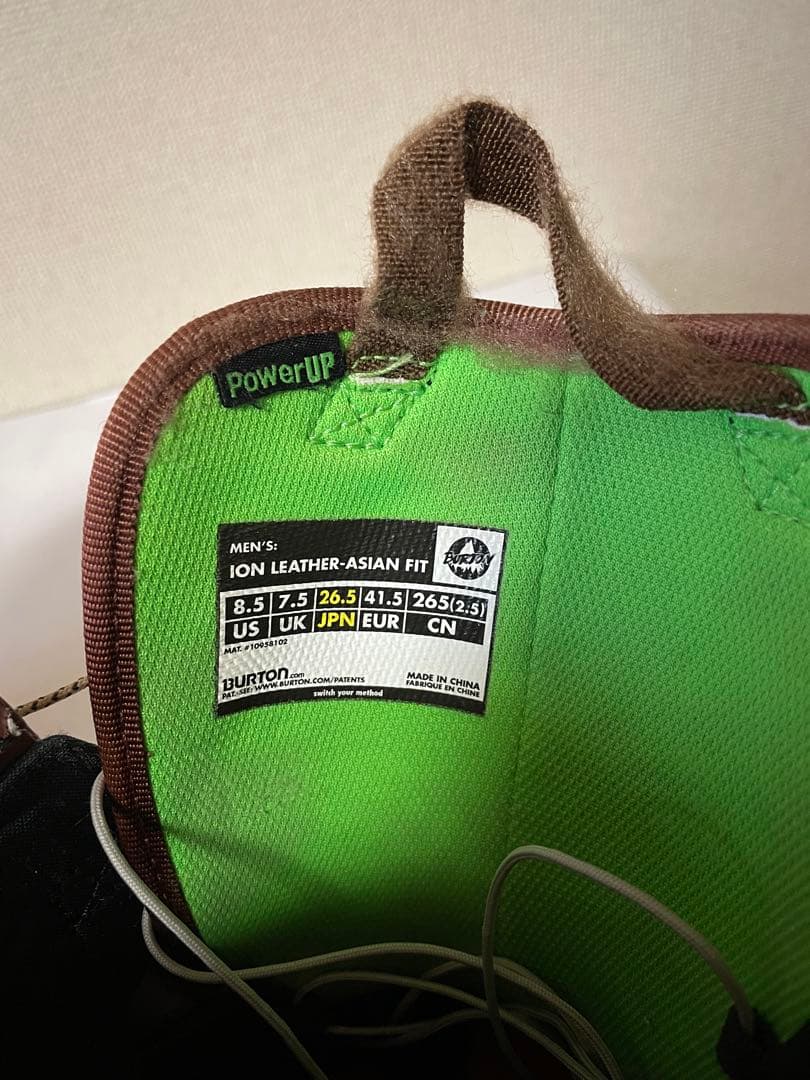 PowerUP
MEN'S:
ION LEATHER-ASIAN FIT
BURTON
8.5 7.5 26.5 41.5 265(2.5)
US UK JPN EUR CN
MAT. #10958102
BURTON.com
PAT. SEE: WWW.BURTON.COM/PATENTS
MADE IN CHINA
FABRIQUE EN CHINE
switch your method